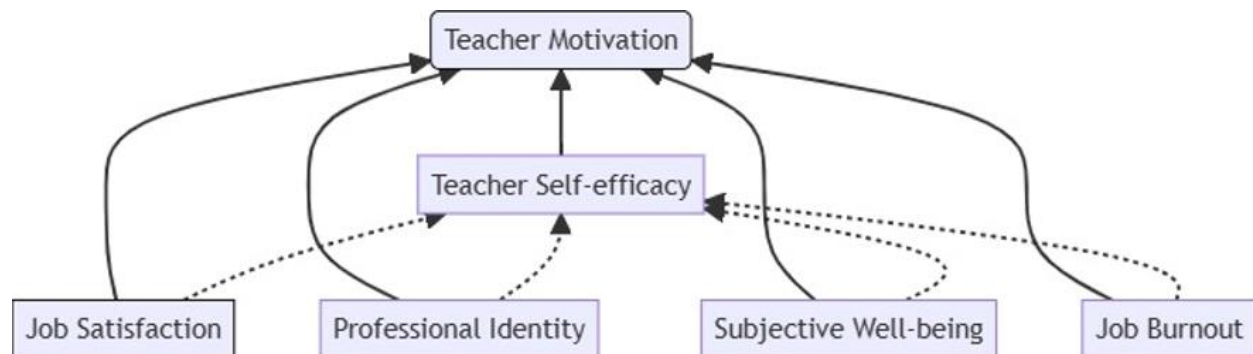 Teacher Motivation
Teacher Self-efficacy
Job Satisfaction
Professional Identity
Subjective Well-being
Job Burnout